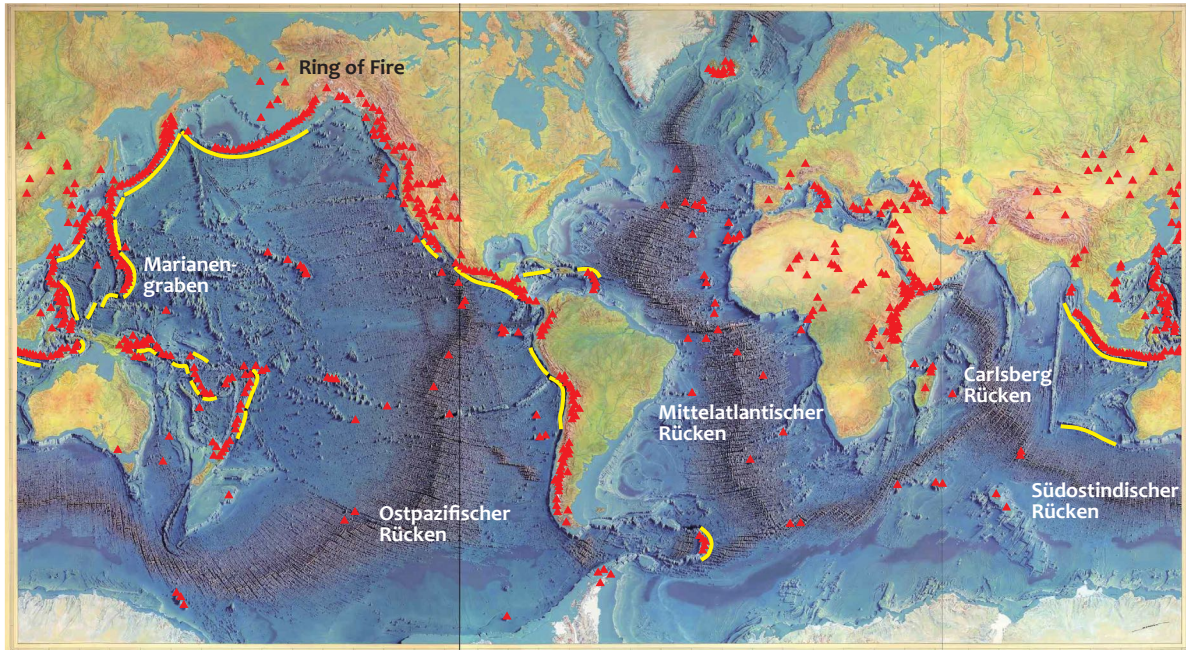 Ring of Fire
Marianen-
graben
Carlsberg
Rücken
Mittelatlantischer
Rücken
Südostindischer
Rücken
Ostpazifischer
Rücken